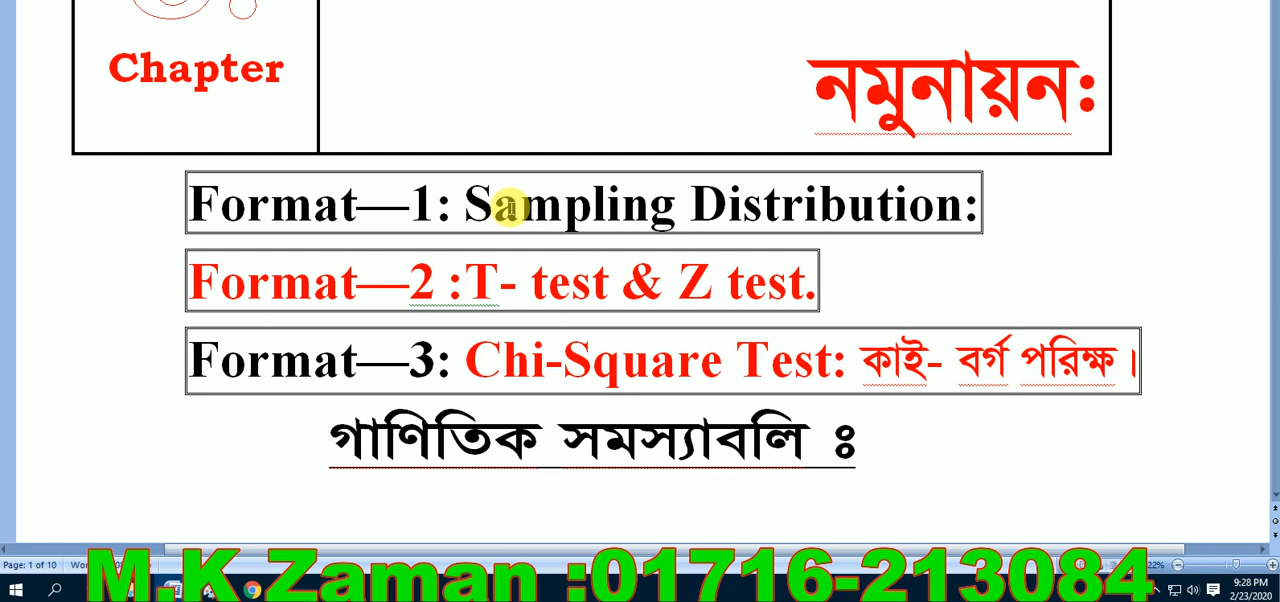 Chapter
নমুনায়ন:
Format—1: Sampling Distribution:
Format—2 :T- test & Z test.
Format—3: Chi-Square Test: কাই- বর্গ পরিক্ষ।
গাণিতিক সমস্যাবলি ঃ
Page: 1 of 10
M.K Zaman :01716-213084
9:28 PM
2/23/2020